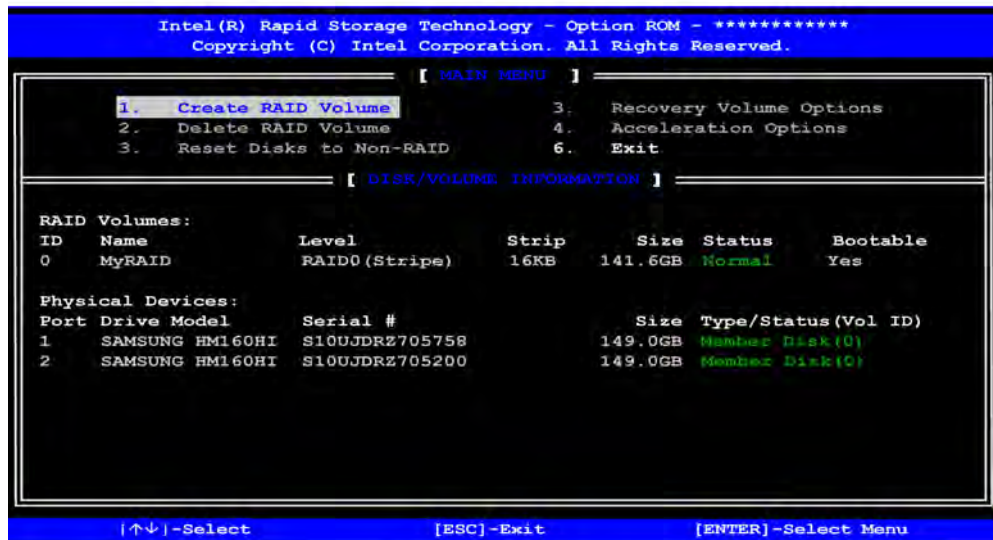 Intel(R) Rapid Storage Technology - Option ROM - ************
Copyright (C) Intel Corporation. All Rights Reserved.
[ MAIN MENU ]
1. Create RAID Volume
2. Delete RAID Volume
3. Reset Disks to Non-RAID
3. Recovery Volume Options
4. Acceleration Options
6. Exit
[ DISK/VOLUME INFORMATION ]
RAID Volumes:
ID Name Level Strip Size Status Bootable
0 MyRAID RAID0(Stripe) 16KB 141.6GB Normal Yes
Physical Devices:
Port Drive Model Serial # Size Type/Status(Vol ID)
1 SAMSUNG HM160HI S10UJDRZ705758 149.0GB Member Disk(0)
2 SAMSUNG HM160HI S10UJDRZ705200 149.0GB Member Disk(0)
[↑↓]-Select [ESC]-Exit [ENTER]-Select Menu